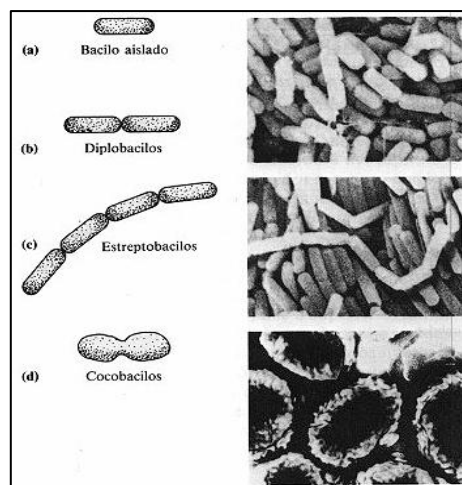 (a)
Bacilo aislado
(b)
Diplobacilos
(c)
Estreptobacilos
(d)
Cocobacilos